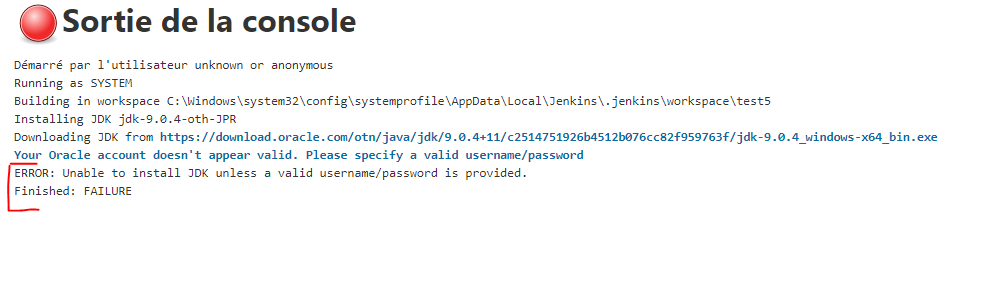 Sortie de la console
Démarré par l'utilisateur unknown or anonymous
Running as SYSTEM
Building in workspace C:\Windows\system32\config\systemprofile\AppData\Local\Jenkins\.jenkins\workspace\test5
Installing JDK jdk-9.0.4-oth-JPR
Downloading JDK from https://download.oracle.com/otn/java/jdk/9.0.4+11/c2514751926b4512b076cc82f959763f/jdk-9.0.4_windows-x64_bin.exe
Your Oracle account doesn't appear valid. Please specify a valid username/password
ERROR: Unable to install JDK unless a valid username/password is provided.
Finished: FAILURE